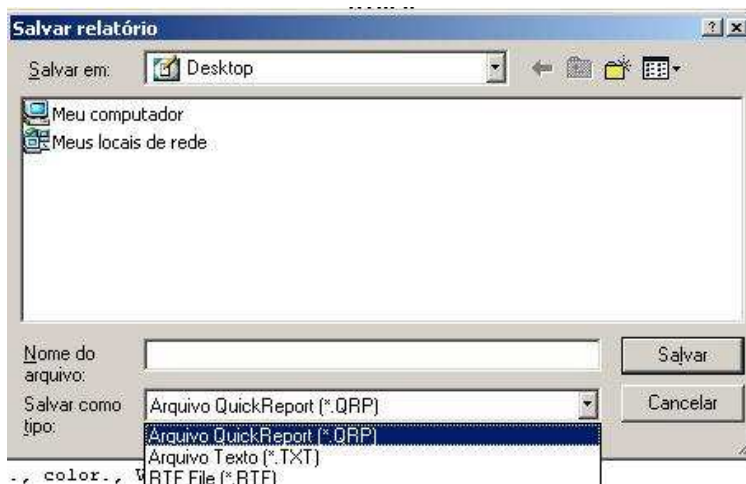 Salvar relatório
Salvar em:
Desktop
Meu computador
Meus locais de rede
Nome do
arquivo:
Salvar
Salvar como
tipo:
Arquivo QuickReport (*.QRP)
Cancelar
Arquivo QuickReport (*.QRP)
Arquivo Texto (*.TXT)
RTF File (*.RTF)
., color.,